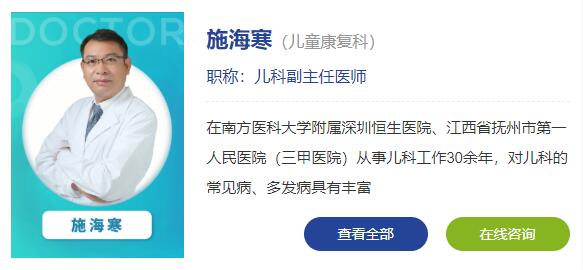 DOCTOR
施海寒（儿童康复科）
职称：儿科副主任医师
在南方医科大学附属深圳恒生医院、江西省抚州市第一
人民医院（三甲医院）从事儿科工作30余年，对儿科的
常见病、多发病具有丰富
施海寒
查看全部
在线咨询